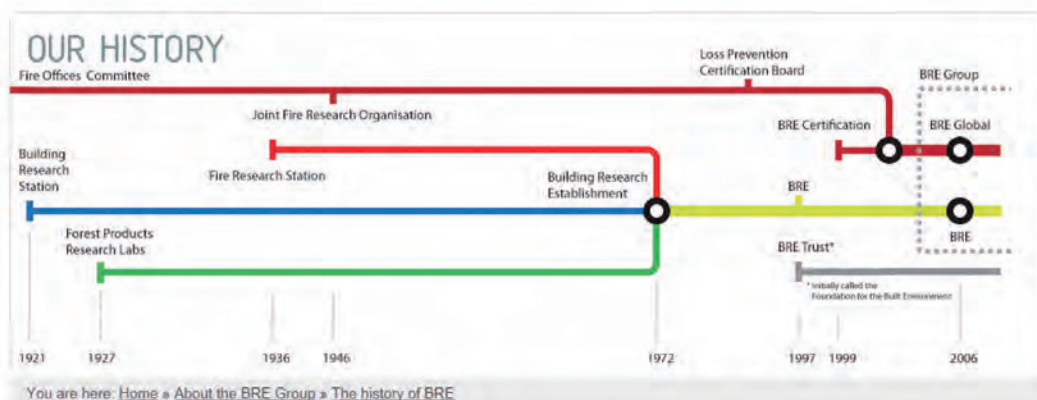 OUR HISTORY
Fire Offices Committee
Loss Prevention
Certification Board
BRE Group
Joint Fire Research Organisation
BRE Certification
BRE Global
Building
Research
Station
Fire Research Station
Building Research
Establishment
BRE
Forest Products
Research Labs
BRE Trust*
BRE
* Initially called the
Foundation for the Built Environment
1921
1927
1936
1946
1972
1997
1999
2006
You are here: Home » About the BRE Group » The history of BRE